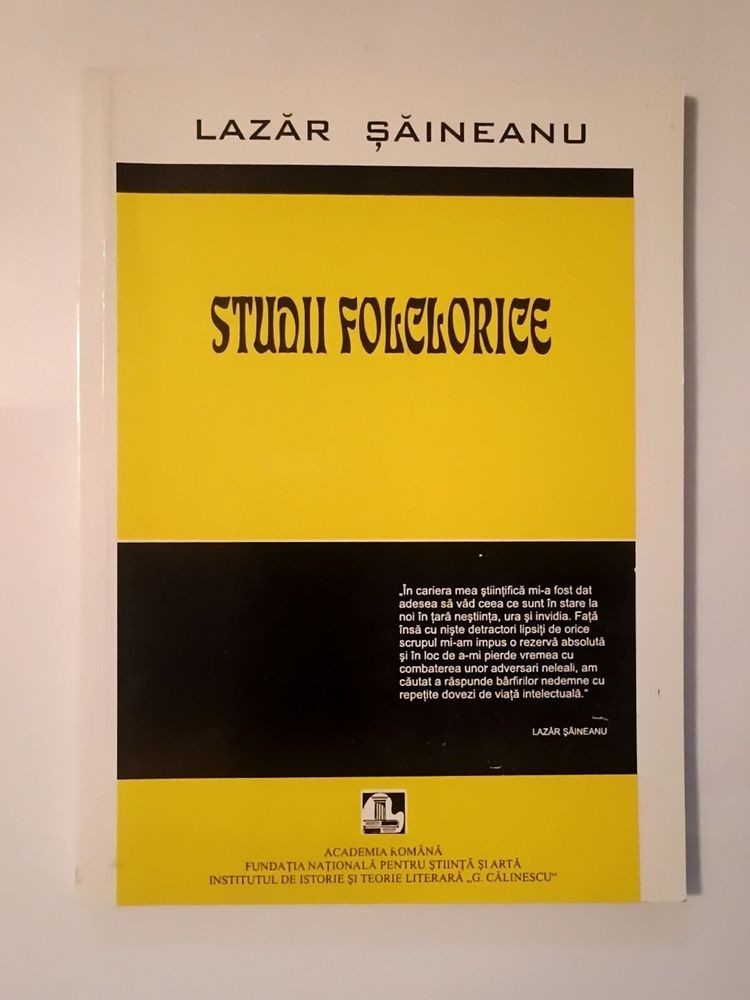 LAZĂR ȘĂINEANU
STUDII FOLCLORICE
„În cariera mea științifică mi-a fost dat
adesea să văd ceea ce sunt în stare la
noi în țară neștiința, ura și invidia. Față
însă cu niște detractori lipsiți de orice
scrupul mi-am impus o rezervă absolută
și în loc de a-mi pierde vremea cu
combaterea unor adversari neleali, am
căutat a răspunde bârfirilor nedemne cu
repețite dovezi de viață intelectuală.“
LAZĂR ȘĂINEANU
ACADEMIA ROMÂNĂ
FUNDAȚIA NAȚIONALĂ PENTRU ȘTIINȚĂ ȘI ARTĂ
INSTITUTUL DE ISTORIE ȘI TEORIE LITERARĂ „G. CĂLINESCU“